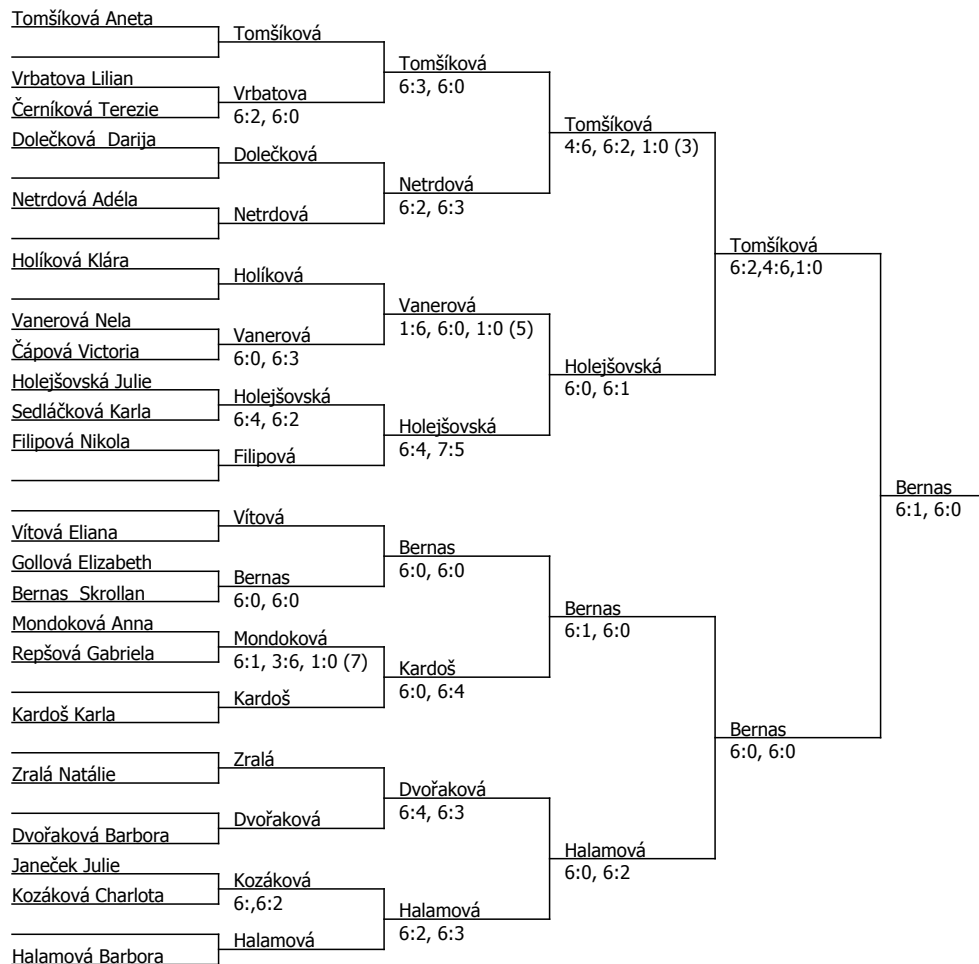 Tomšíková Aneta
Tomšíková
Tomšíková
6:3, 6:0
Vrbatova Lilian
Vrbatova
6:2, 6:0
Černíková Terezie
Tomšíková
4:6, 6:2, 1:0 (3)
Dolečková  Darija
Dolečková
Netrdová
6:2, 6:3
Netrdová Adéla
Netrdová
Tomšíková
6:2,4:6,1:0
Holíková Klára
Holíková
Vanerová
1:6, 6:0, 1:0 (5)
Vanerová Nela
Vanerová
6:0, 6:3
Čápová Victoria
Holejšovská
6:0, 6:1
Holejšovská Julie
Holejšovská
6:4, 6:2
Sedláčková Karla
Holejšovská
6:4, 7:5
Filipová Nikola
Filipová
Bernas
6:1, 6:0
Vítová
Vítová Eliana
Bernas
6:0, 6:0
Gollová Elizabeth
Bernas
6:0, 6:0
Bernas  Skrollan
Bernas
6:1, 6:0
Mondoková Anna
Mondoková
6:1, 3:6, 1:0 (7)
Repšová Gabriela
Kardoš
6:0, 6:4
Kardoš
Kardoš Karla
Bernas
6:0, 6:0
Zralá
Zralá Natálie
Dvořaková
6:4, 6:3
Dvořaková
Dvořaková Barbora
Halamová
6:0, 6:2
Janeček Julie
Kozáková
6:,6:2
Kozáková Charlota
Halamová
6:2, 6:3
Halamová
Halamová Barbora